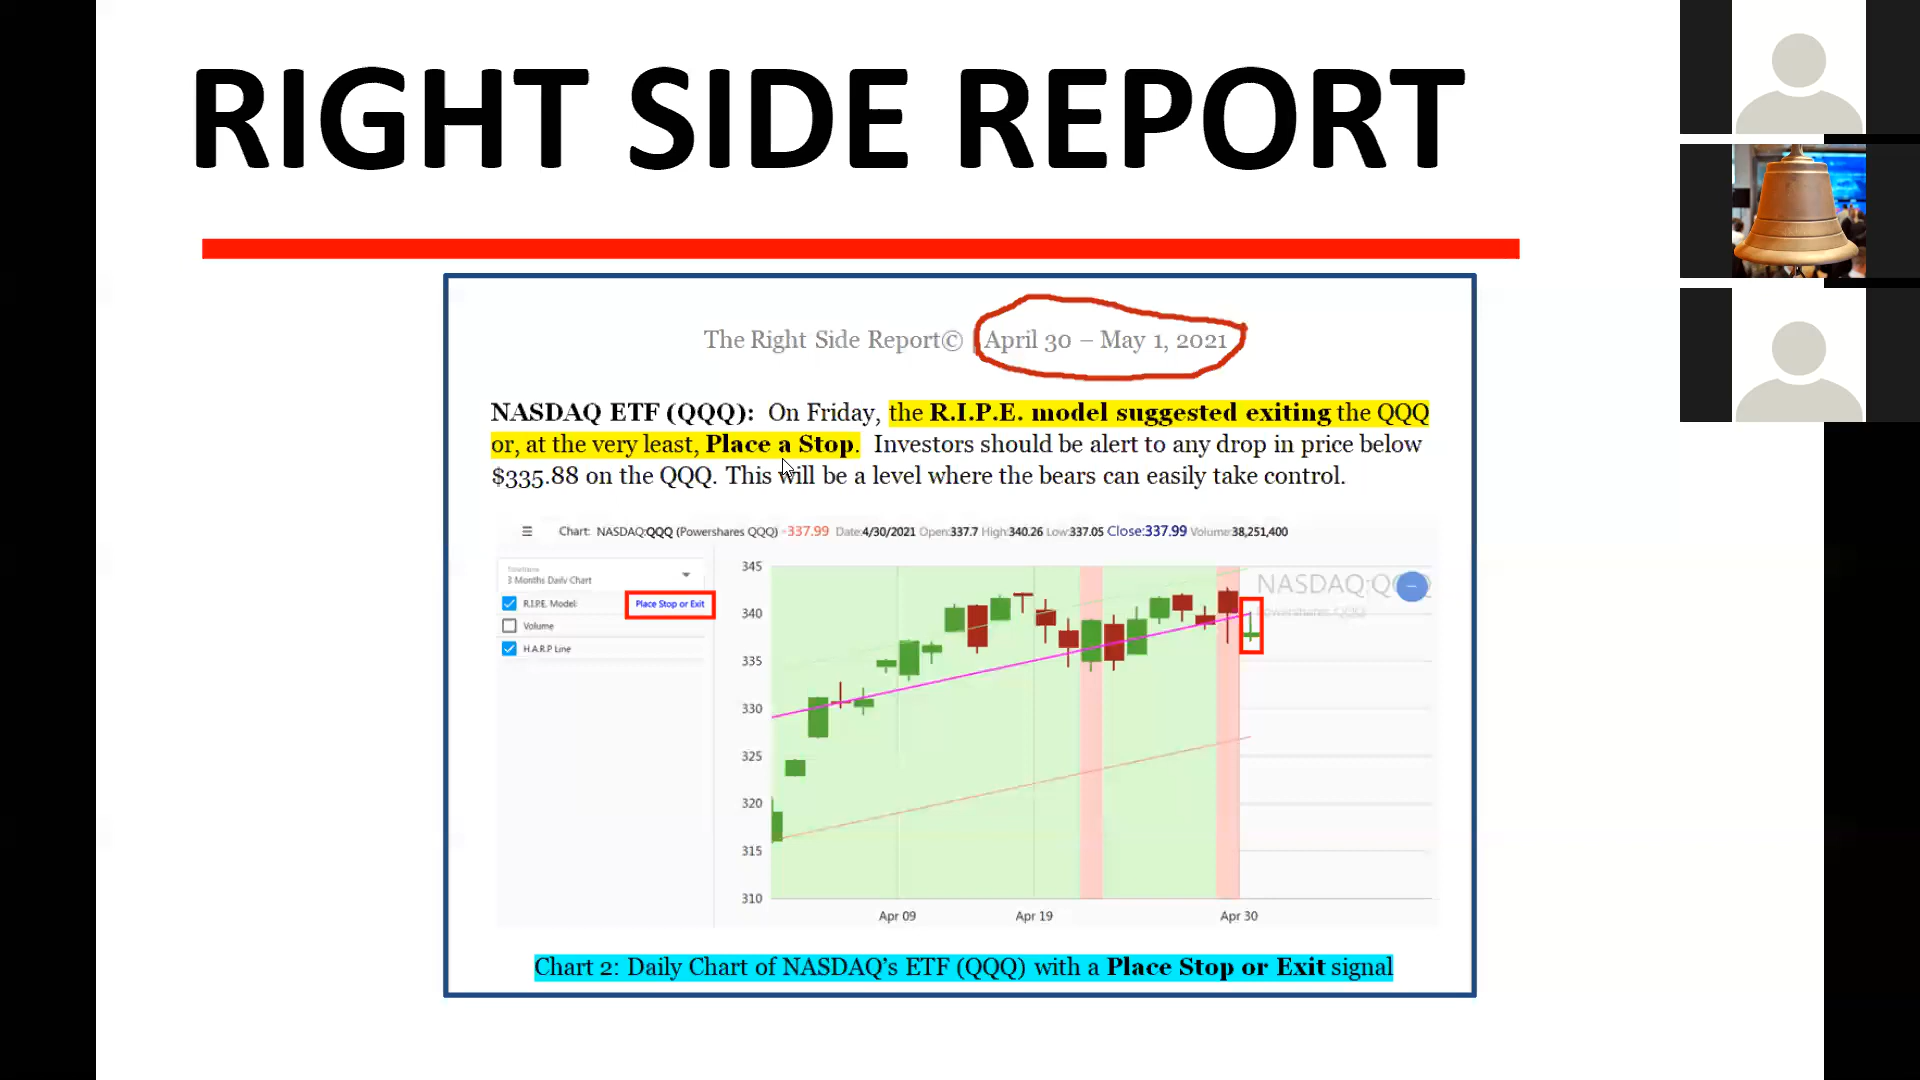 RIGHT SIDE REPORT
The Right Side Report© | April 30 – May 1, 2021
NASDAQ ETF (QQQ): On Friday, the R.I.P.E. model suggested exiting the QQQ
or, at the very least, Place a Stop. Investors should be alert to any drop in price below
$335.88 on the QQQ. This will be a level where the bears can easily take control.
Chart: NASDAQ:QQQ (Powershares QQQ) -337.99 Date:4/30/2021 Open:337.7 High:340.26 Low:337.05 Close:337.99 Volume:38,251,400
Timeframe
3 Months Daily Chart
R.I.P.E. Model: Place Stop or Exit
Volume
H.A.R.P Line
NASDAQ:QQQ
Powershares QQQ
345
340
335
330
325
320
315
310
Apr 09 Apr 19 Apr 30
Chart 2: Daily Chart of NASDAQ’s ETF (QQQ) with a Place Stop or Exit signal